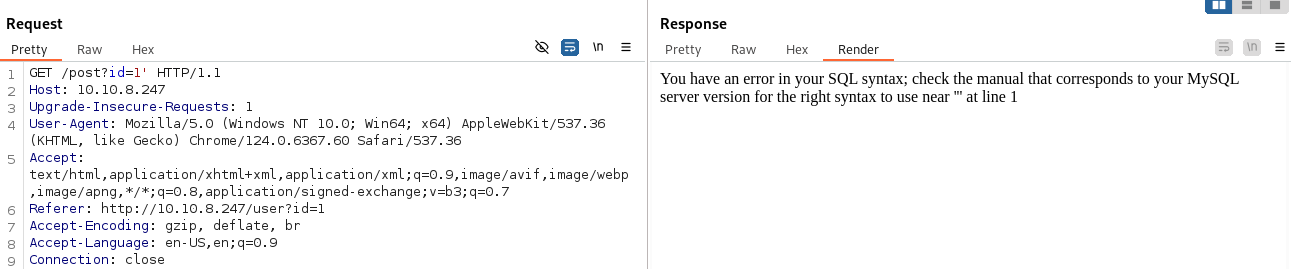 Request
Pretty Raw Hex
\n
1 GET /post?id=1' HTTP/1.1
2 Host: 10.10.8.247
3 Upgrade-Insecure-Requests: 1
4 User-Agent: Mozilla/5.0 (Windows NT 10.0; Win64; x64) AppleWebKit/537.36
(KHTML, like Gecko) Chrome/124.0.6367.60 Safari/537.36
5 Accept:
text/html,application/xhtml+xml,application/xml;q=0.9,image/avif,image/webp
,image/apng,*/*;q=0.8,application/signed-exchange;v=b3;q=0.7
6 Referer: http://10.10.8.247/user?id=1
7 Accept-Encoding: gzip, deflate, br
8 Accept-Language: en-US,en;q=0.9
9 Connection: close
Response
Pretty Raw Hex Render
\n
You have an error in your SQL syntax; check the manual that corresponds to your MySQL
server version for the right syntax to use near ''' at line 1